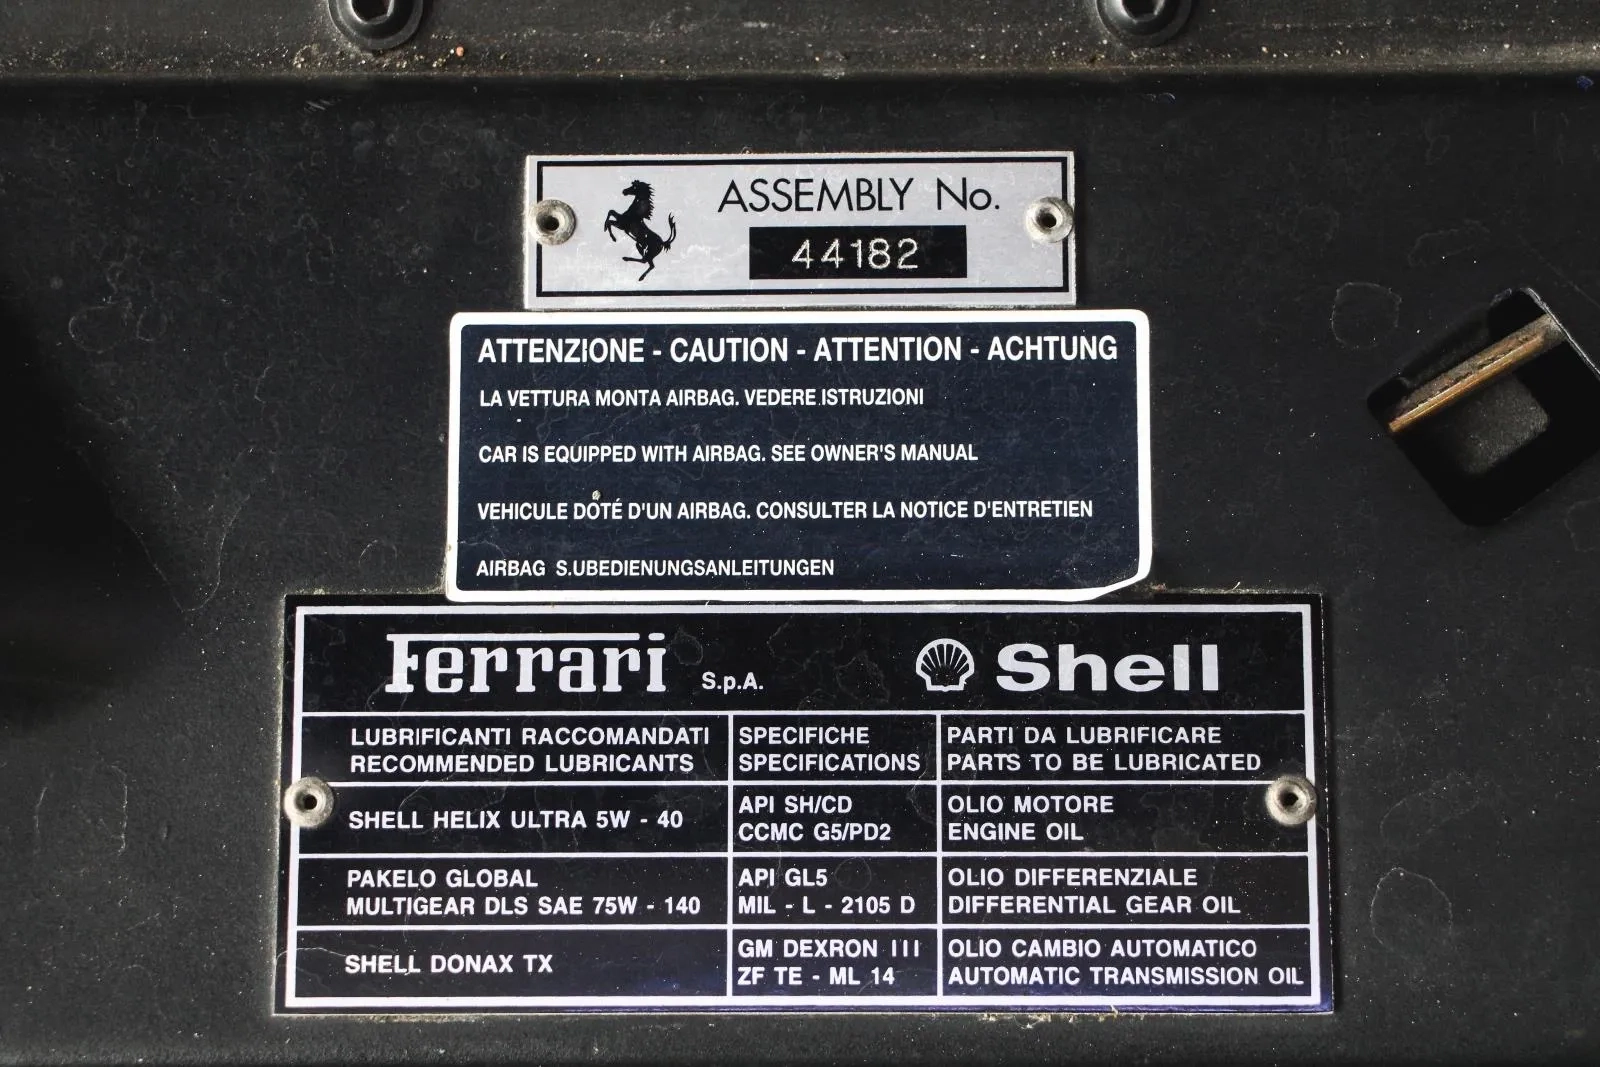 ASSEMBLY No.
44182
ATTENZIONE - CAUTION - ATTENTION - ACHTUNG
LA VETTURA MONTA AIRBAG. VEDERE ISTRUZIONI
CAR IS EQUIPPED WITH AIRBAG. SEE OWNER'S MANUAL
VEHICULE DOTÉ D'UN AIRBAG. CONSULTER LA NOTICE D'ENTRETIEN
AIRBAG S.UBEDIENUNGSANLEITUNGEN
Ferrari S.p.A. Shell
LUBRIFICANTI RACCOMANDATI
RECOMMENDED LUBRICANTS
SPECIFICHE
SPECIFICATIONS
PARTI DA LUBRIFICARE
PARTS TO BE LUBRICATED
SHELL HELIX ULTRA 5W - 40
API SH/CD
CCMC G5/PD2
OLIO MOTORE
ENGINE OIL
PAKELO GLOBAL
MULTIGEAR DLS SAE 75W - 140
API GL5
MIL - L - 2105 D
OLIO DIFFERENZIALE
DIFFERENTIAL GEAR OIL
SHELL DONAX TX
GM DEXRON III
ZF TE - ML 14
OLIO CAMBIO AUTOMATICO
AUTOMATIC TRANSMISSION OIL